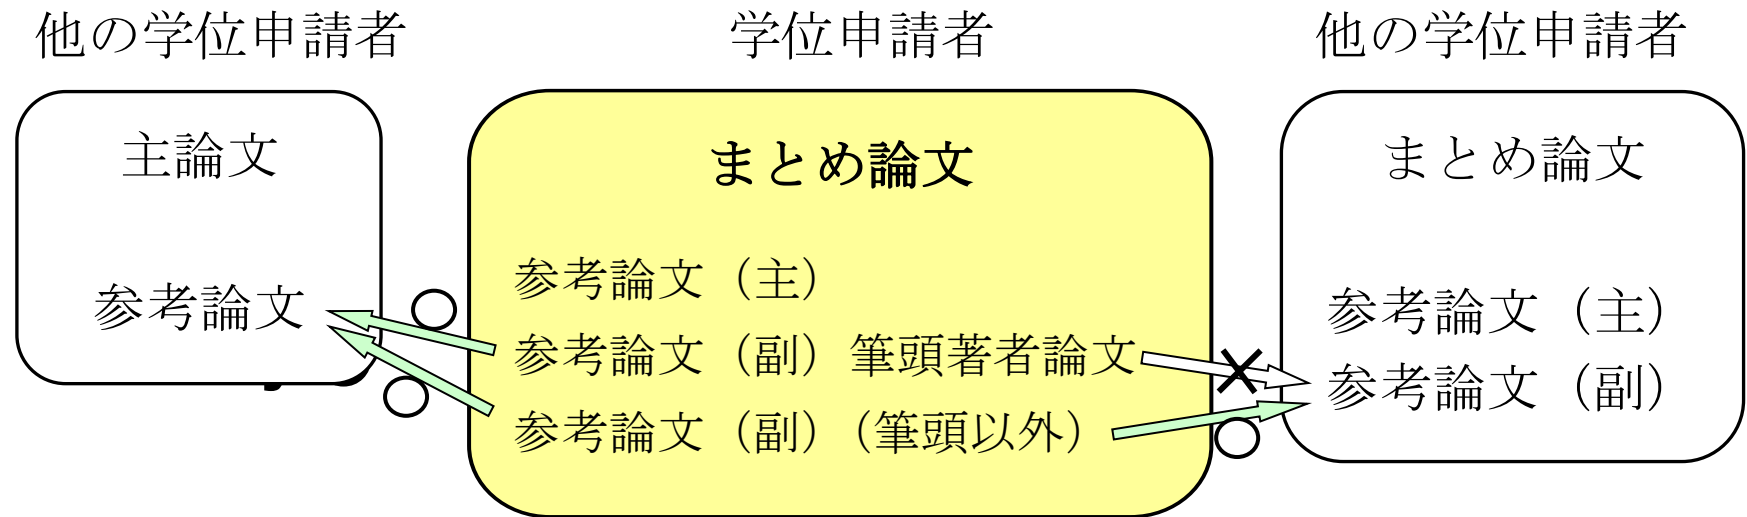 他の学位申請者
学位申請者
他の学位申請者
主論文
参考論文
まとめ論文
参考論文（主）
参考論文（副）筆頭著者論文
参考論文（副）（筆頭以外）
まとめ論文
参考論文（主）
参考論文（副）